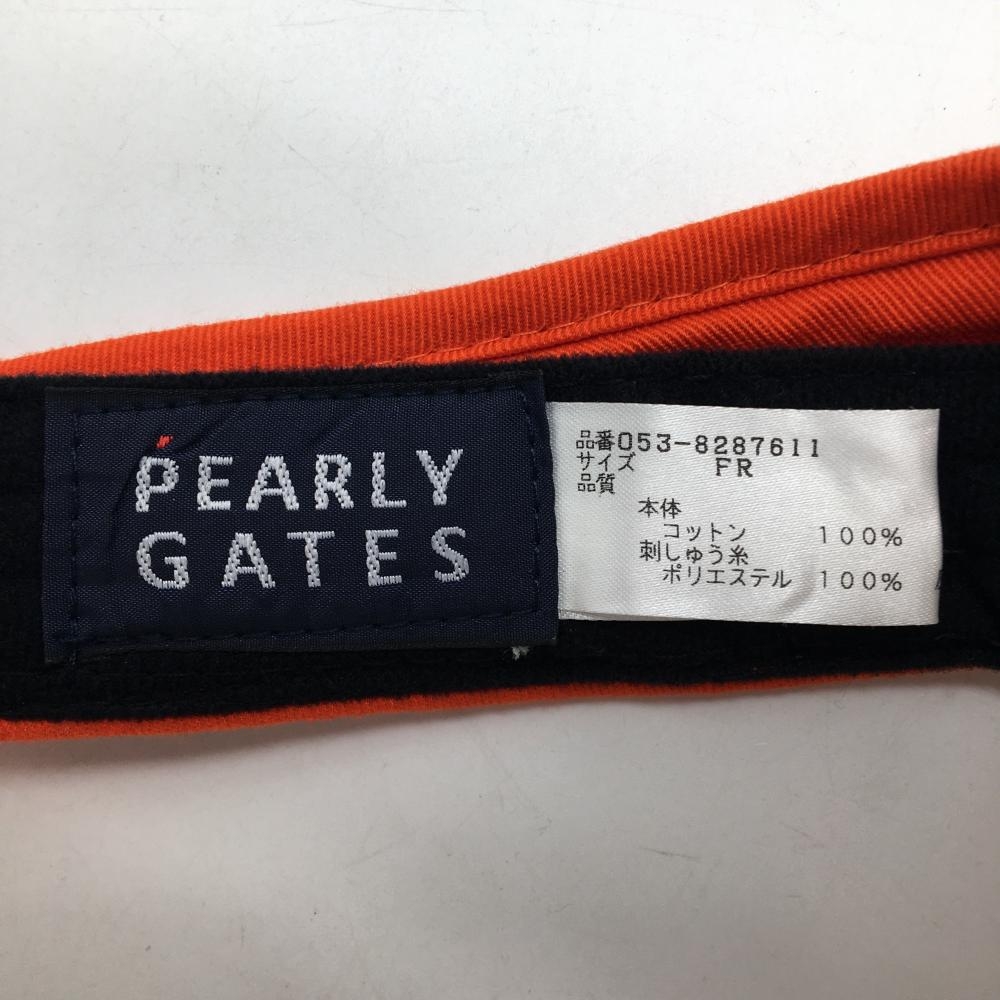 PEARLY
GATES
品番053-8287611
サイズ FR
品質
本体
コットン 100%
刺しゅう糸
ポリエステル 100%